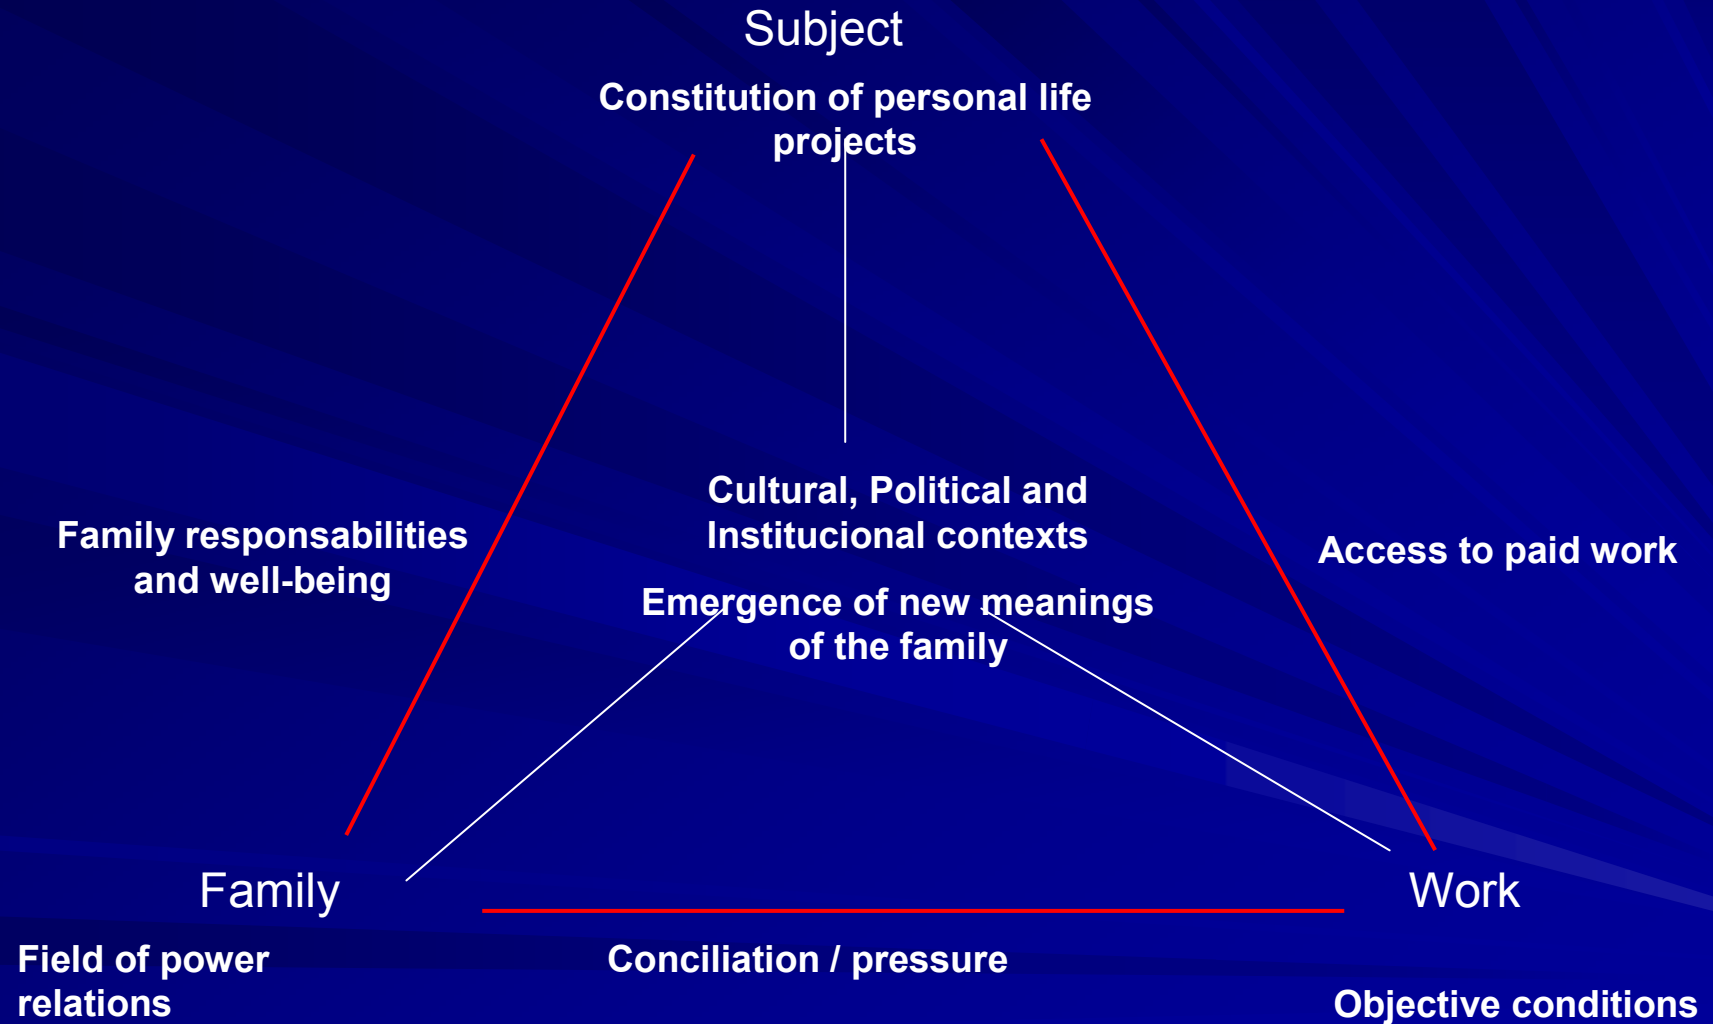 Subject
Constitution of personal life
projects
Cultural, Political and
Institucional contexts
Family responsabilities
and well-being
Access to paid work
Emergence of new meanings
of the family
Family
Work
Field of power
relations
Conciliation / pressure
Objective conditions